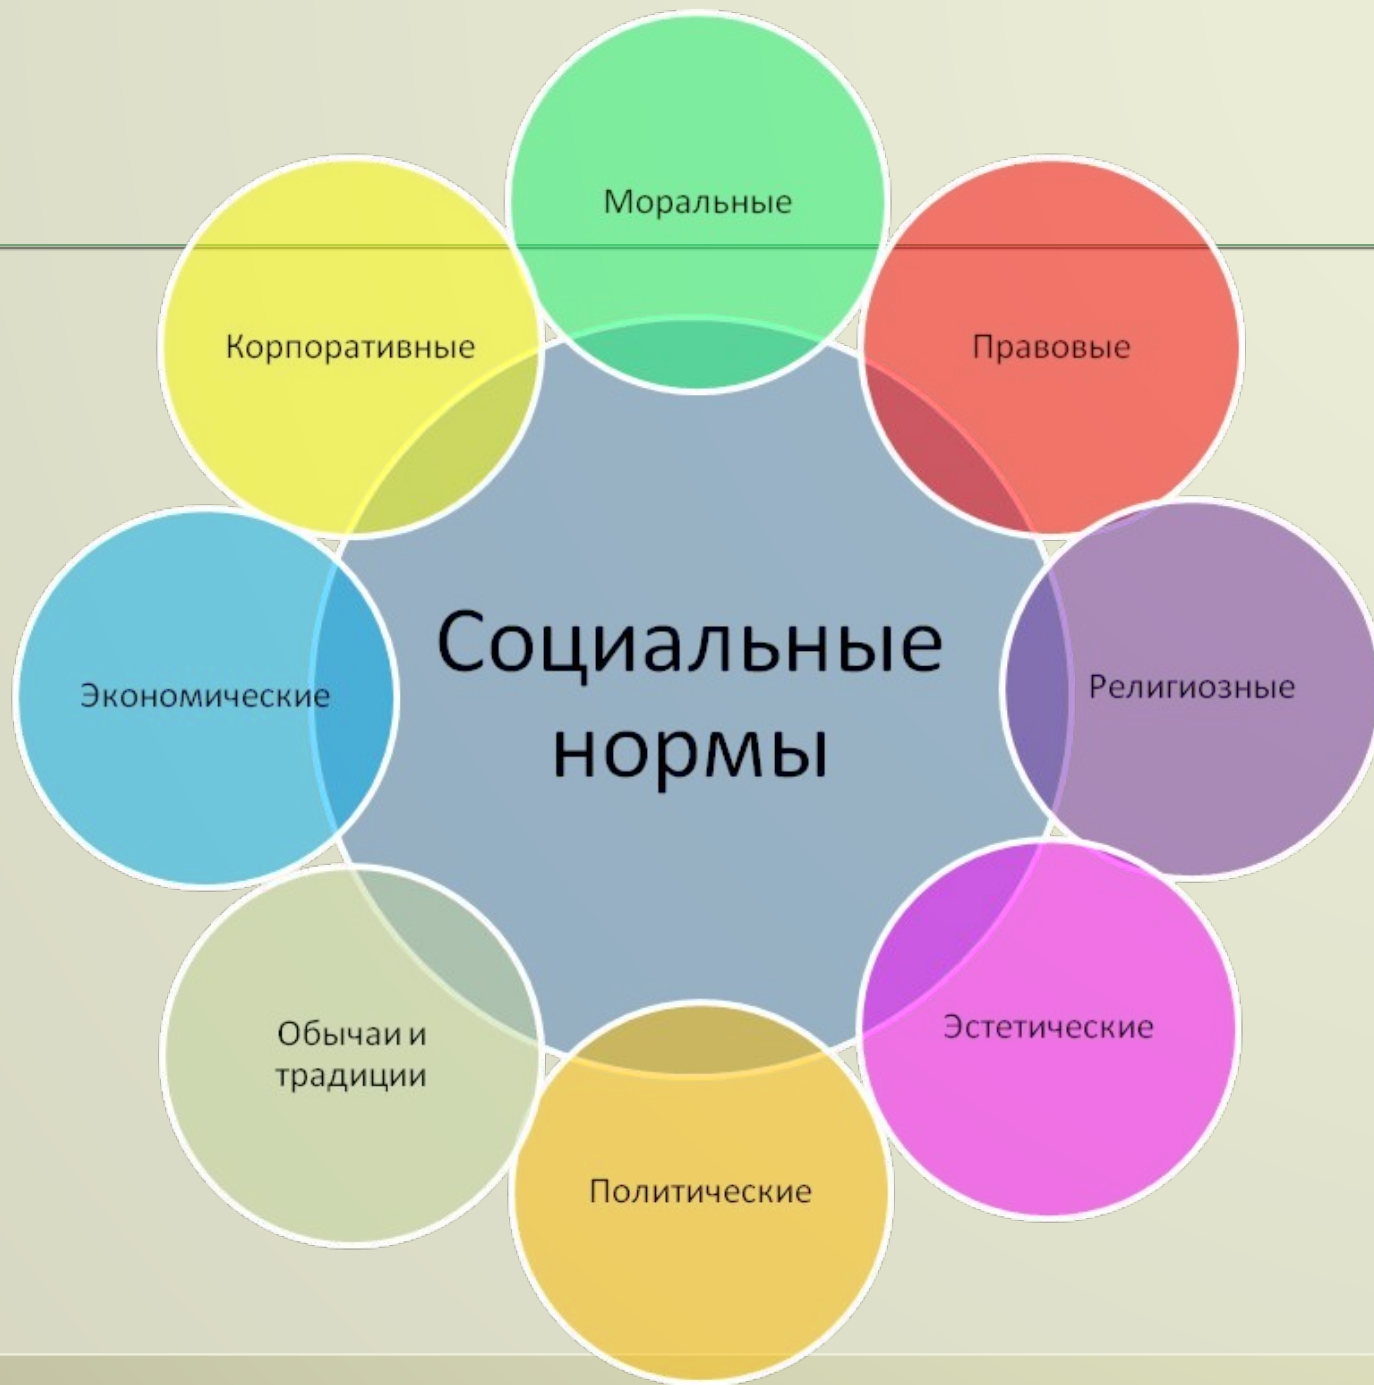 Моральные
Корпоративные
Правовые
Социальные
нормы
Экономические
Религиозные
Обычаи и
традиции
Эстетические
Политические